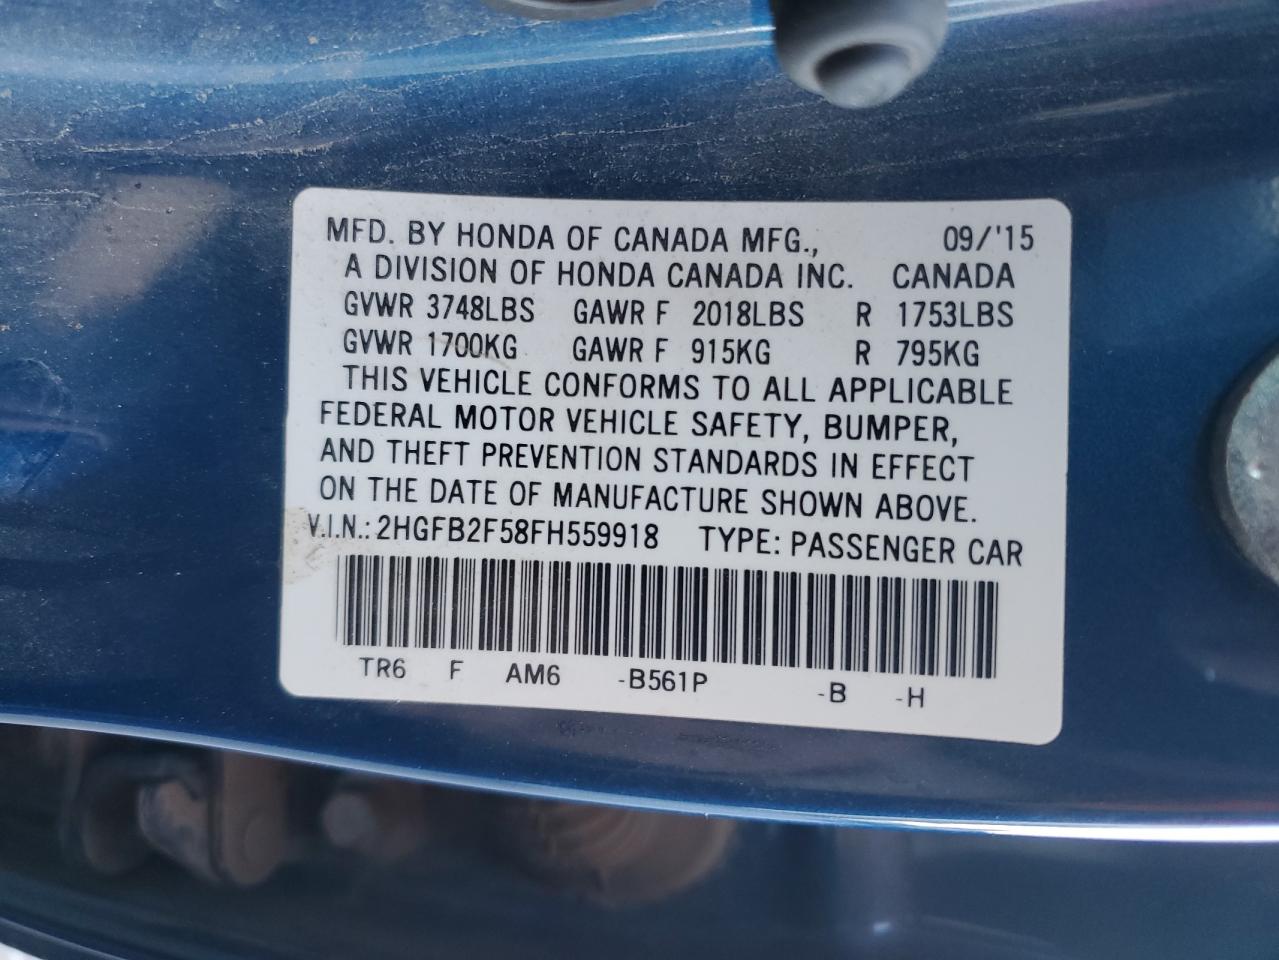 MFD. BY HONDA OF CANADA MFG., 09/'15
A DIVISION OF HONDA CANADA INC. CANADA
GVWR 3748LBS GAWR F 2018LBS R 1753LBS
GVWR 1700KG GAWR F 915KG R 795KG
THIS VEHICLE CONFORMS TO ALL APPLICABLE
FEDERAL MOTOR VEHICLE SAFETY, BUMPER,
AND THEFT PREVENTION STANDARDS IN EFFECT
ON THE DATE OF MANUFACTURE SHOWN ABOVE.
V.I.N.: 2HGFB2F58FH559918 TYPE: PASSENGER CAR
TR6 F AM6 -B561P -B -H